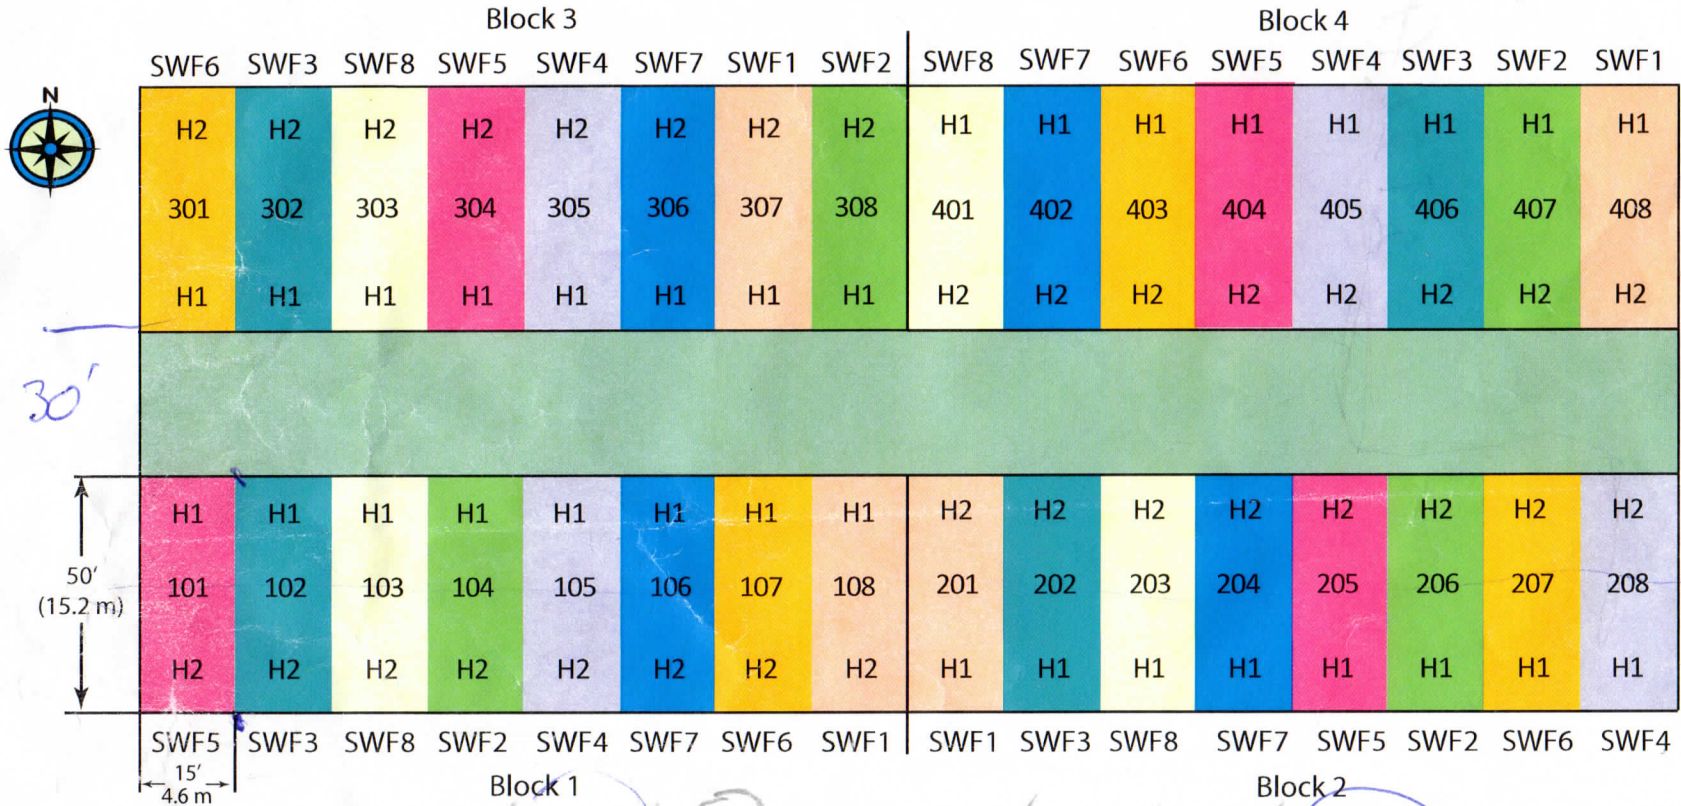 Block 3 Block 4
SWF6 SWF3 SWF8 SWF5 SWF4 SWF7 SWF1 SWF2 SWF8 SWF7 SWF6 SWF5 SWF4 SWF3 SWF2 SWF1
N
H2 H2 H2 H2 H2 H2 H2 H2 H1 H1 H1 H1 H1 H1 H1 H1
301 302 303 304 305 306 307 308 401 402 403 404 405 406 407 408
H1 H1 H1 H1 H1 H1 H1 H1 H2 H2 H2 H2 H2 H2 H2 H2
30'
H1 H1 H1 H1 H1 H1 H1 H1 H2 H2 H2 H2 H2 H2 H2 H2
50'
(15.2 m)
101 102 103 104 105 106 107 108 201 202 203 204 205 206 207 208
H2 H2 H2 H2 H2 H2 H2 H2 H1 H1 H1 H1 H1 H1 H1 H1
SWF5 SWF3 SWF8 SWF2 SWF4 SWF7 SWF6 SWF1 SWF1 SWF3 SWF8 SWF7 SWF5 SWF2 SWF6 SWF4
15'
4.6 m
Block 1 Block 2